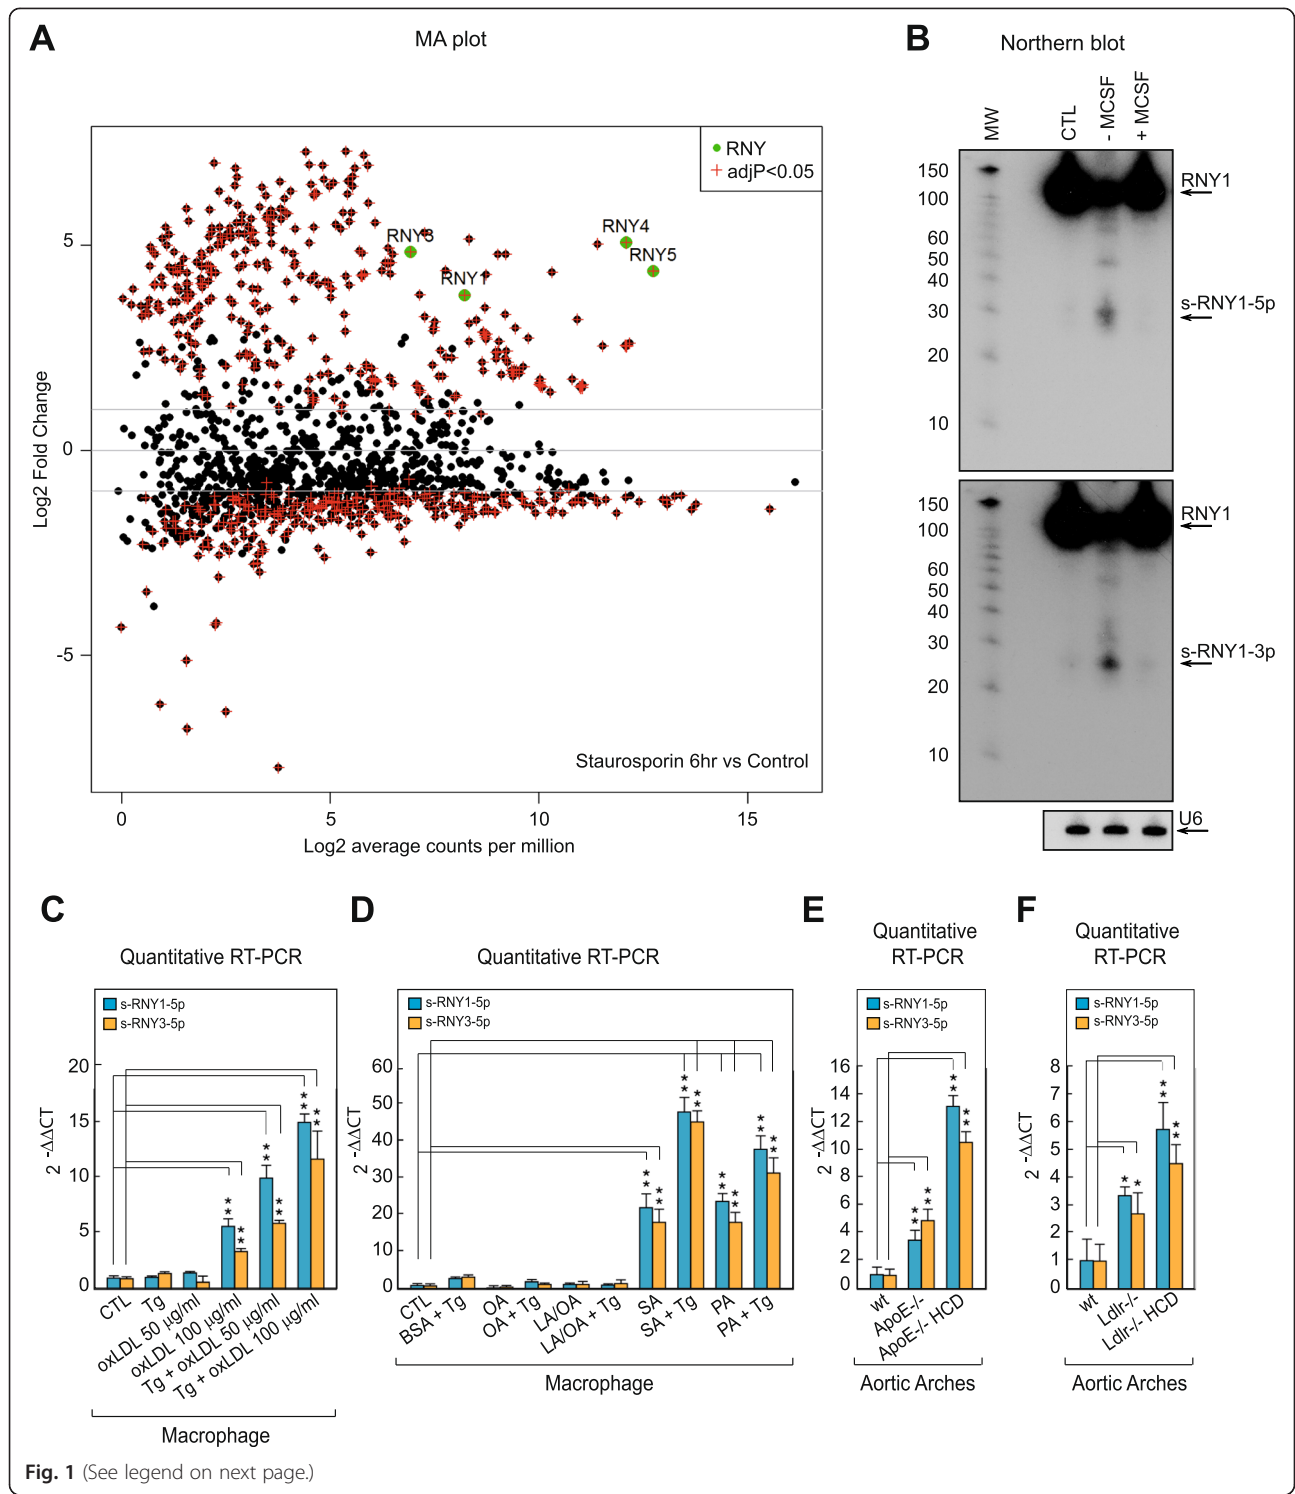 A
MA plot
RNY
adjP<0.05
RNY3
RNY1
RNY4
RNY5
5
0
-5
Log2 Fold Change
Staurosporin 6hr vs Control
0
5
10
15
Log2 average counts per million
B
Northern blot
MW
CTL
- MCSF
+ MCSF
150
100
60
50
40
30
20
10
RNY1
s-RNY1-5p
150
100
60
50
40
30
20
10
RNY1
s-RNY1-3p
U6
C
Quantitative RT-PCR
s-RNY1-5p
s-RNY3-5p
20
15
10
5
0
2 -ΔΔCT
** ** ** ** ** **
CTL
Tg
oxLDL 50 µg/ml
oxLDL 100 µg/ml
Tg + oxLDL 50 µg/ml
Tg + oxLDL 100 µg/ml
Macrophage
D
Quantitative RT-PCR
s-RNY1-5p
s-RNY3-5p
60
50
40
30
20
10
0
2 -ΔΔCT
** ** ** ** ** ** ** **
CTL
BSA + Tg
OA
OA + Tg
LA/OA
LA/OA + Tg
SA
SA + Tg
PA
PA + Tg
Macrophage
E
Quantitative
RT-PCR
s-RNY1-5p
s-RNY3-5p
16
14
12
10
8
6
4
2
0
2 -ΔΔCT
** ** ** **
wt
ApoE-/-
ApoE-/- HCD
Aortic Arches
F
Quantitative
RT-PCR
s-RNY1-5p
s-RNY3-5p
8
7
6
5
4
3
2
1
0
2 -ΔΔCT
* * ** **
wt
Ldlr-/-
Ldlr-/- HCD
Aortic Arches
Fig. 1 (See legend on next page.)